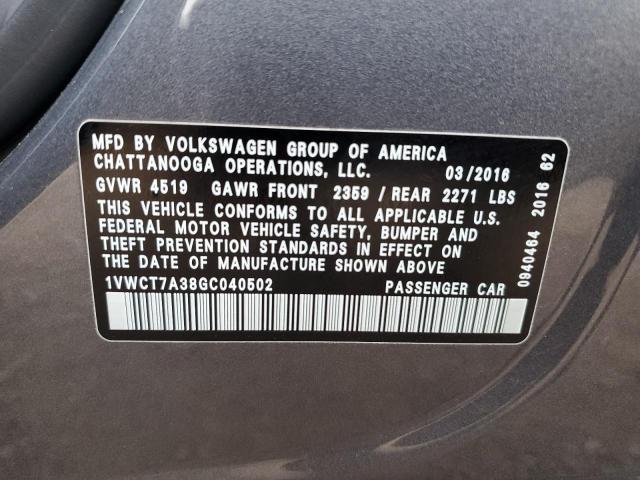 MFD BY VOLKSWAGEN GROUP OF AMERICA
CHATTANOOGA OPERATIONS, LLC. 03/2016
GVWR 4519 GAWR FRONT 2359 / REAR 2271 LBS
THIS VEHICLE CONFORMS TO ALL APPLICABLE U.S.
FEDERAL MOTOR VEHICLE SAFETY, BUMPER AND
THEFT PREVENTION STANDARDS IN EFFECT ON
THE DATE OF MANUFACTURE SHOWN ABOVE
1VWCT7A38GC040502 PASSENGER CAR
0940464 2016 62